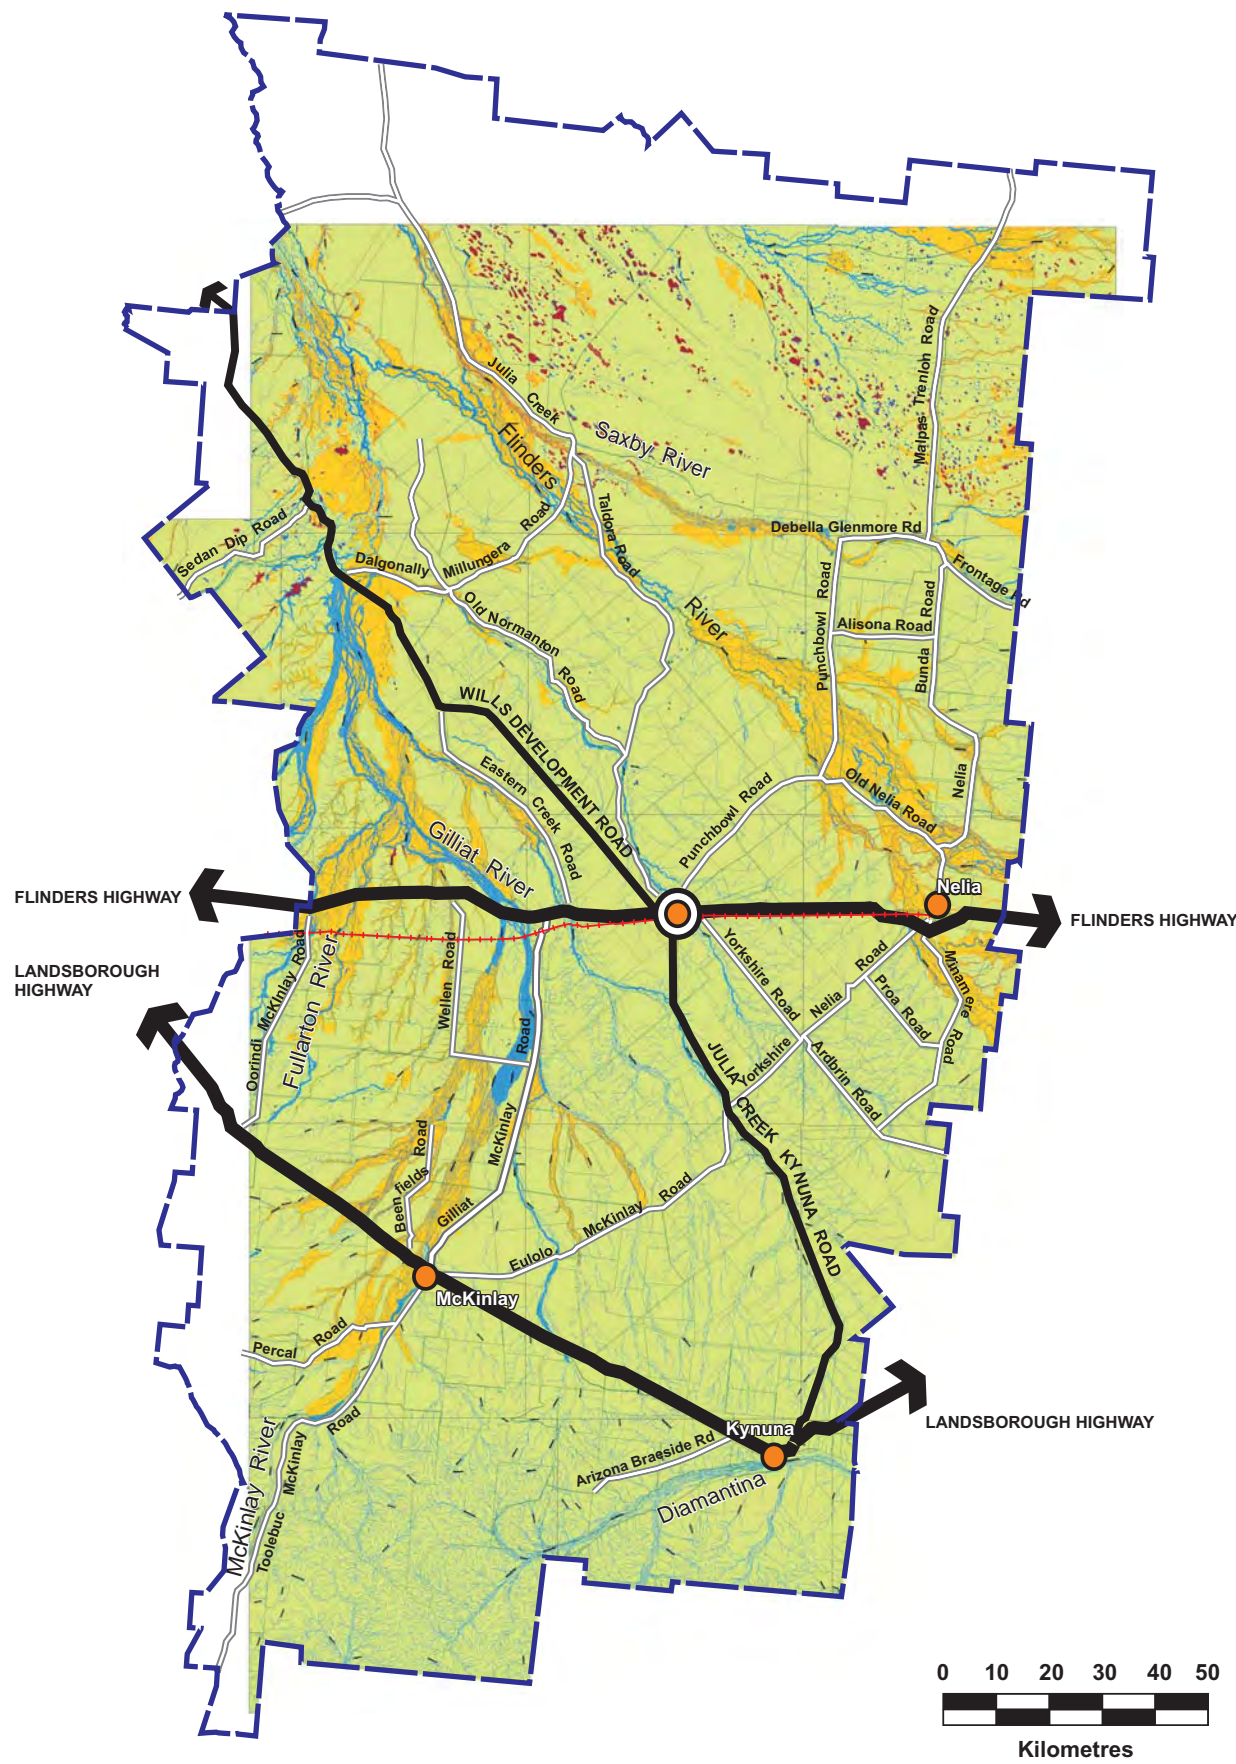 Julia Creek
Saxby River
Flinders
River
Malpas Trenlon Road
Taldora Road
Debella Glenmore Rd
Sedan Dip Road
Dalgonally
Millungera Road
Frontage Rd
Old Normanton Road
Punchbowl Road
Alisona Road
Bunda Road
WILLS DEVELOPMENT ROAD
Eastern Creek Road
Punchbowl Road
Old Nelia Road
Nelia
Gilliat River
FLINDERS HIGHWAY
Nelia
FLINDERS HIGHWAY
LANDSBOROUGH
HIGHWAY
Oorindi McKinlay Road
Fullarton River
Wellen Road
Yorkshire Road
Yorkshire Nelia Road
Proa Road
Minamere Road
Ardbrin Road
JULIA CREEK KYNUNA ROAD
Gilliat McKinlay Road
Beenfields Road
Eulolo McKinlay Road
McKinlay
Percal Road
McKinlay River
Toolebuc McKinlay Road
Kynuna
Arizona Braeside Rd
Diamantina
LANDSBOROUGH HIGHWAY
0 10 20 30 40 50
Kilometres